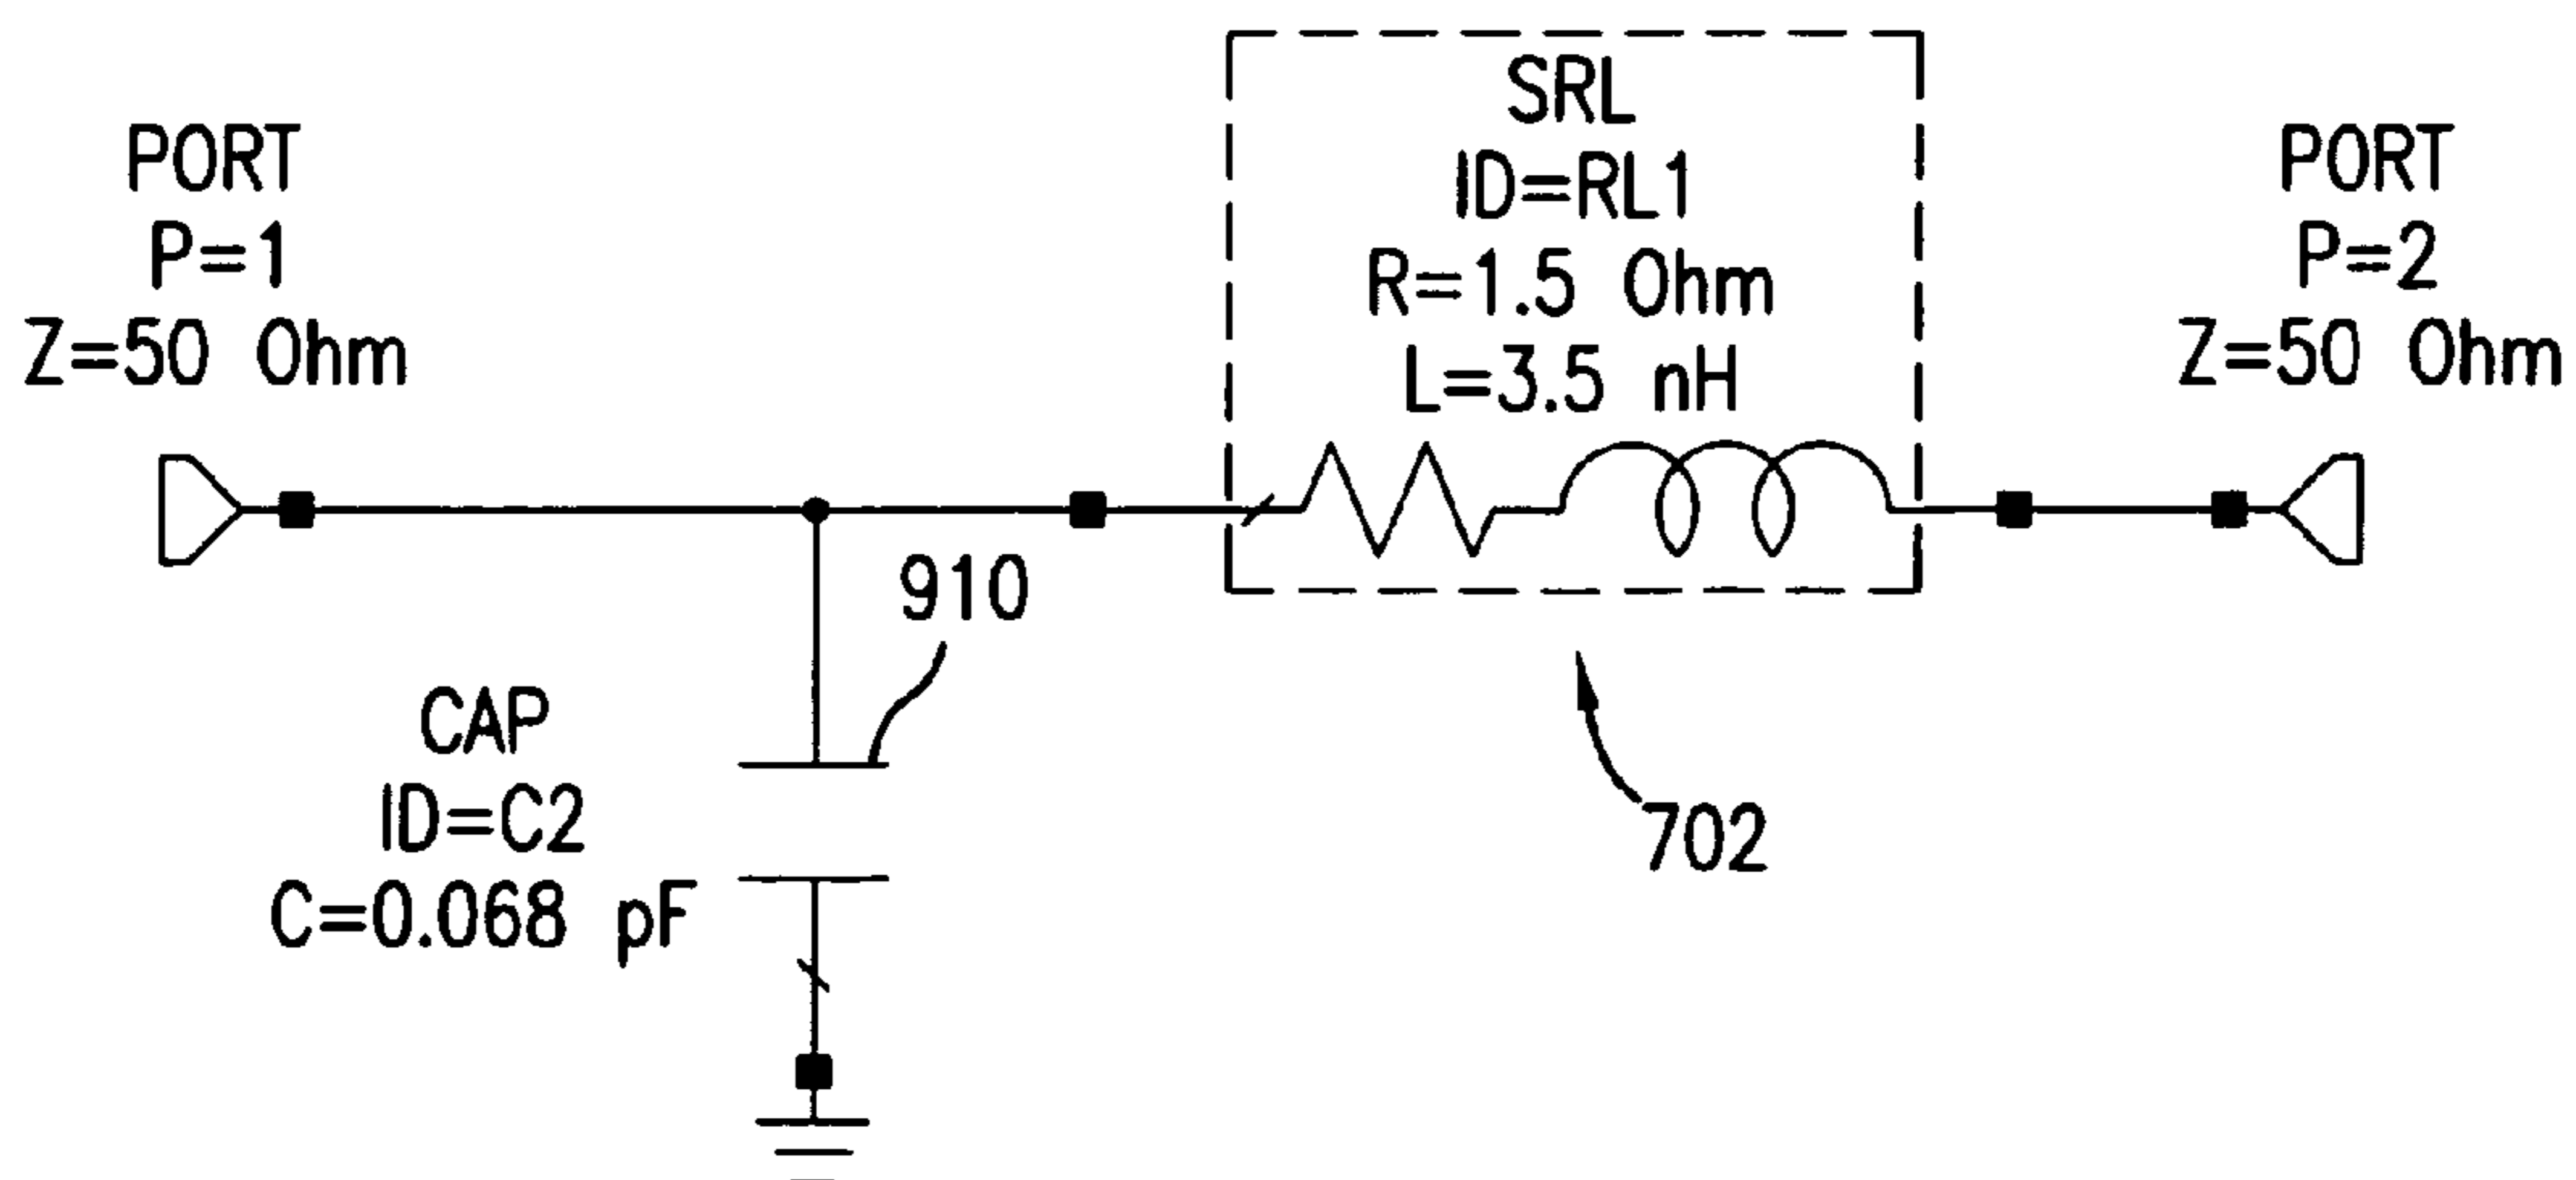 PORT
P=1
Z=50 Ohm
SRL
ID=RL1
R=1.5 Ohm
L=3.5 nH
PORT
P=2
Z=50 Ohm
910
CAP
ID=C2
C=0.068 pF
702